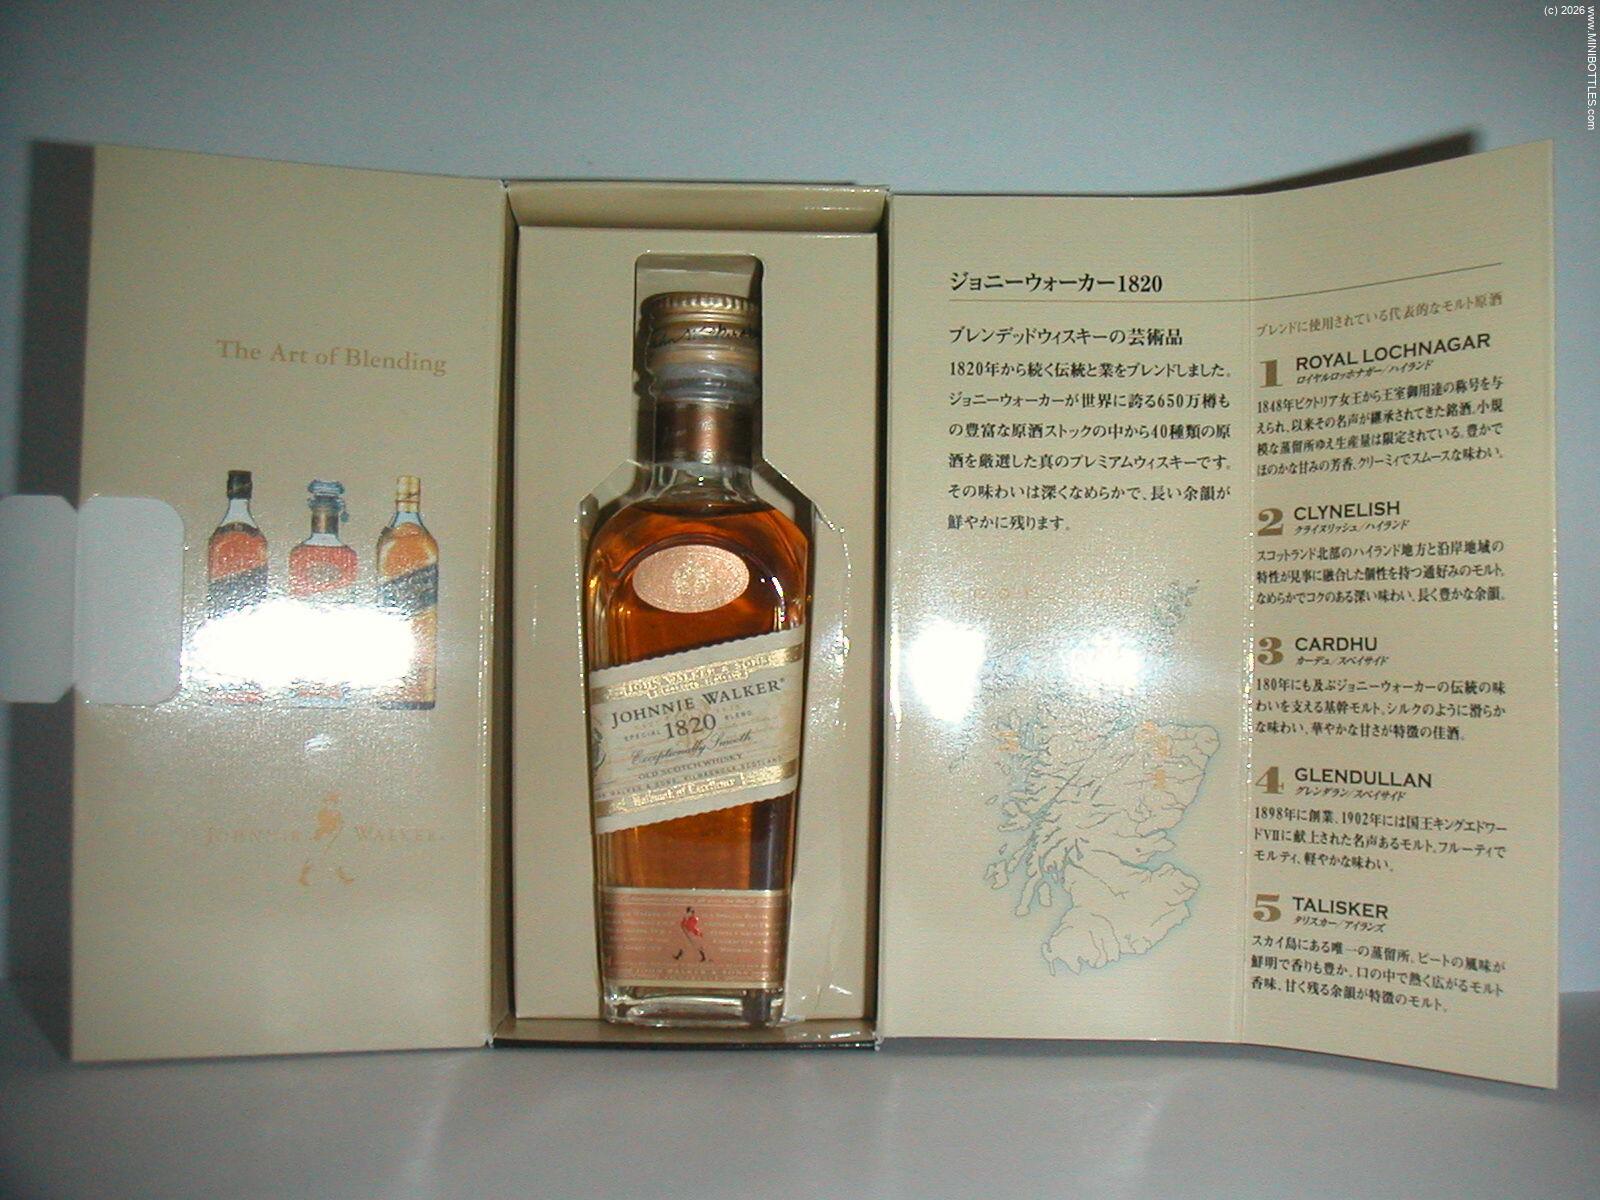 (c) 2026 www.MINIBOTTLES.com
The Art of Blending
JOHNNIE WALKER
JOHN WALKER & SONS
JOHNNIE WALKER®
SPECIAL 1820 BLEND
Exceptionally Smooth
OLD SCOTCH WHISKY
WALKER & SONS, KILMARNOCK, SCOTLAND
Hallmark of Excellence
ジョニーウォーカー1820
ブレンデッドウィスキーの芸術品
1820年から続く伝統と業をブレンドしました。
ジョニーウォーカーが世界に誇る650万樽も
の豊富な原酒ストックの中から40種類の原
酒を厳選した真のプレミアムウィスキーです。
その味わいは深くなめらかで、長い余韻が
鮮やかに残ります。
ブレンドに使用されている代表的なモルト原酒
1 ROYAL LOCHNAGAR
ロイヤルロッホナガー/ハイランド
1848年ビクトリア女王から王室御用達の称号を与
えられ、以来その名声が継承されてきた銘酒。小規
模な蒸留所ゆえ生産量は限定されている。豊かで
ほのかな甘みの芳香、クリーミィでスムースな味わい。
2 CLYNELISH
クライヌリッシュ/ハイランド
スコットランド北部のハイランド地方と沿岸地域の
特性が見事に融合した個性を持つ通好みのモルト。
なめらかでコクのある深い味わい、長く豊かな余韻。
3 CARDHU
カーデュ/スペイサイド
180年にも及ぶジョニーウォーカーの伝統の味
わいを支える基幹モルト。シルクのように滑らか
な味わい、華やかな甘さが特徴の佳酒。
4 GLENDULLAN
グレンダラン/スペイサイド
1898年に創業、1902年には国王キングエドワー
ドVIIに献上された名声あるモルト。フルーティで
モルティ、軽やかな味わい。
5 TALISKER
タリスカー/アイランズ
スカイ島にある唯一の蒸留所。ピートの風味が
鮮明で香りも豊か。口の中で熱く広がるモルト
香味、甘く残る余韻が特徴のモルト。